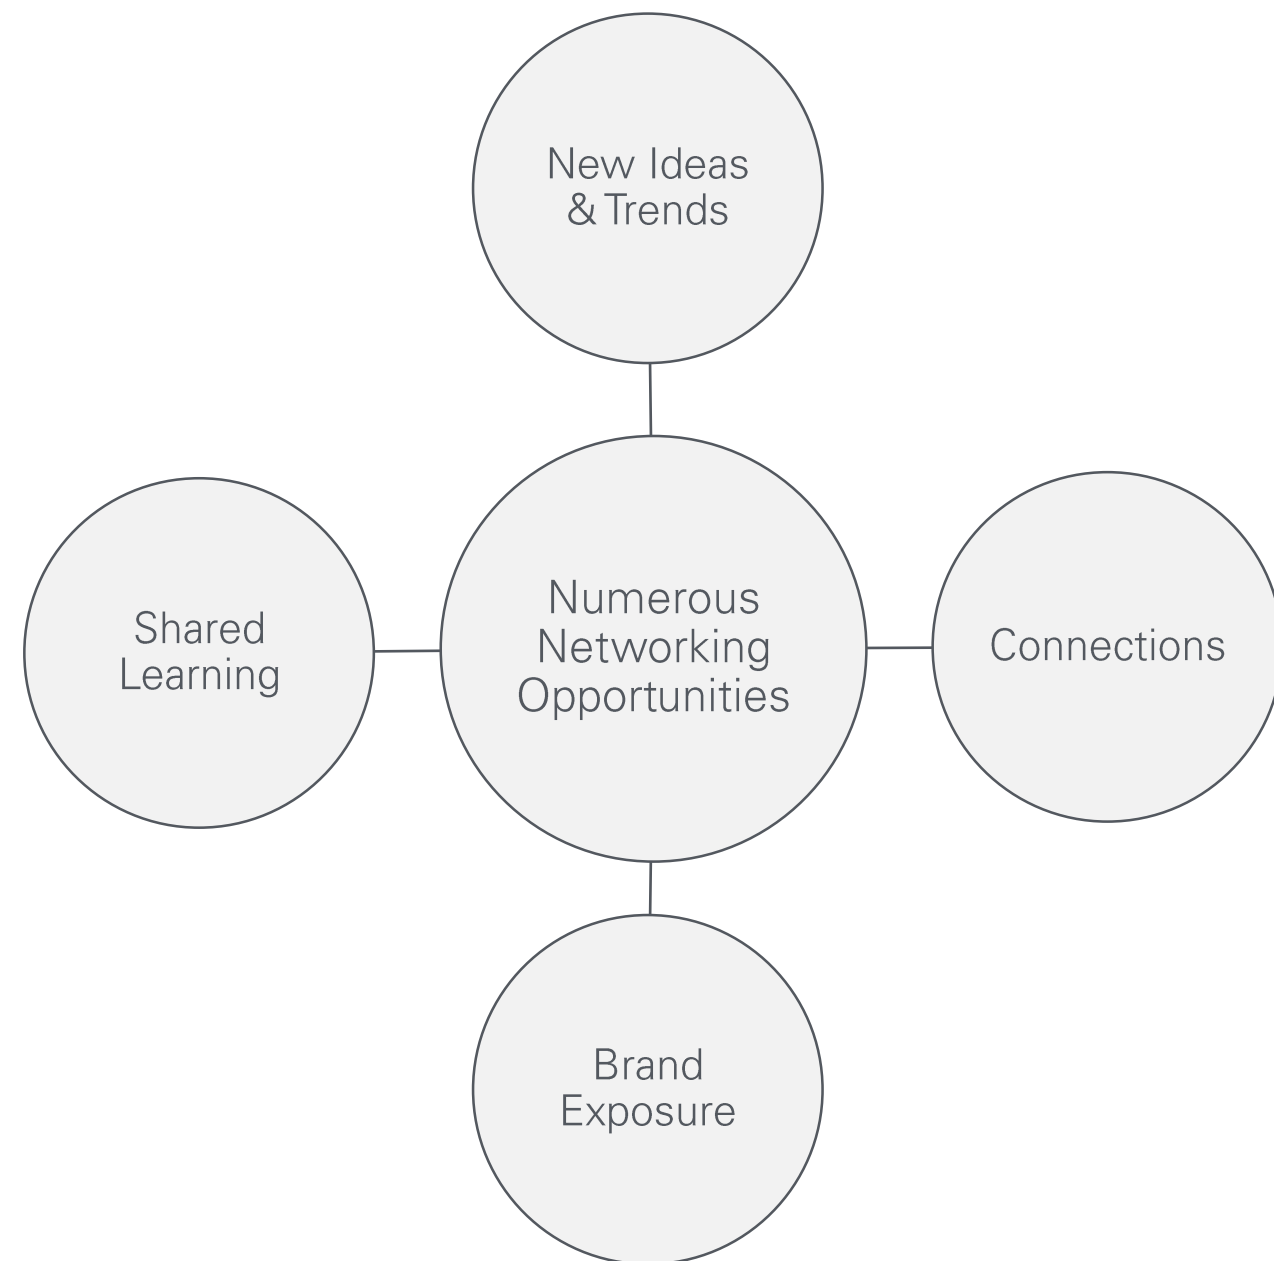 New Ideas
& Trends
Shared
Learning
Numerous
Networking
Opportunities
Connections
Brand
Exposure